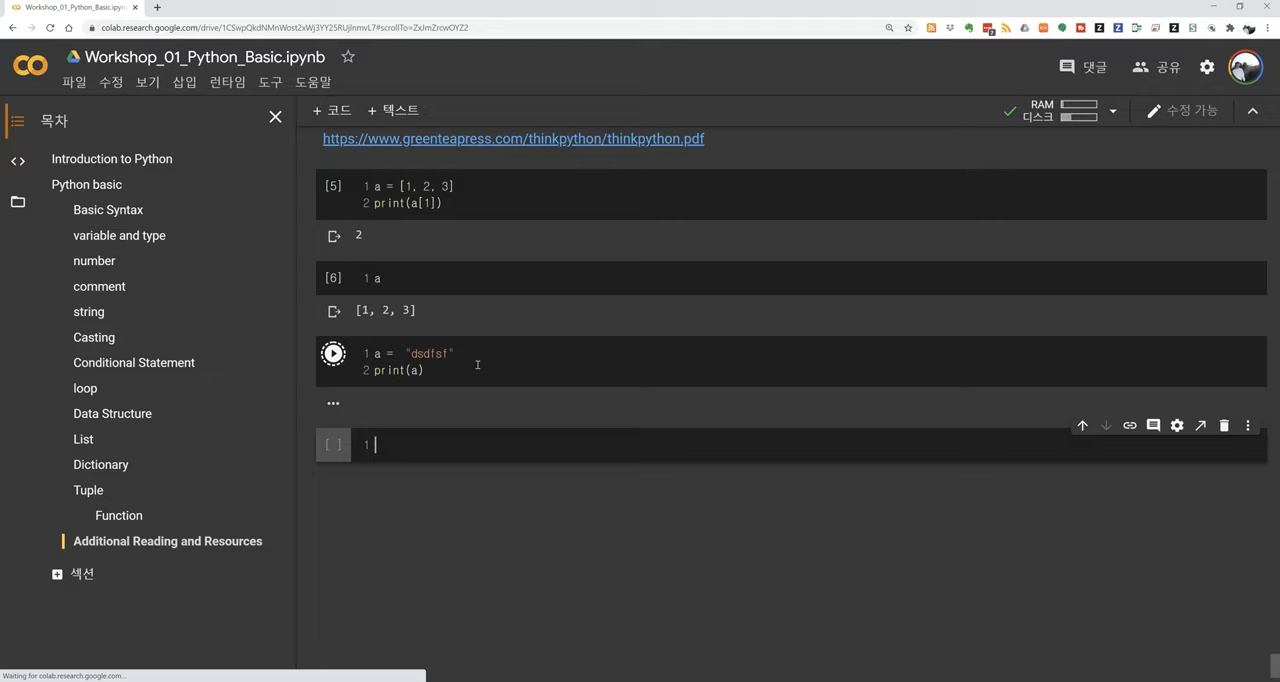 Workshop_01_Python_Basic.ipynb
colab.research.google.com/drive/1CSwpQkdNMnWost2xWj3YY25RUJlnmvL7#scrollTo=ZxJmZrcwOYZ2
Workshop_01_Python_Basic.ipynb
파일 수정 보기 삽입 런타임 도구 도움말
댓글 공유
목차
Introduction to Python
Python basic
Basic Syntax
variable and type
number
comment
string
Casting
Conditional Statement
loop
Data Structure
List
Dictionary
Tuple
Function
Additional Reading and Resources
섹션
+ 코드 + 텍스트
RAM
디스크
수정 가능
https://www.greenteapress.com/thinkpython/thinkpython.pdf
[5] 1 a = [1, 2, 3]
2 print(a[1])
2
[6] 1 a
[1, 2, 3]
1 a = "dsdfsf"
2 print(a)
...
[ ] 1
Waiting for colab.research.google.com...